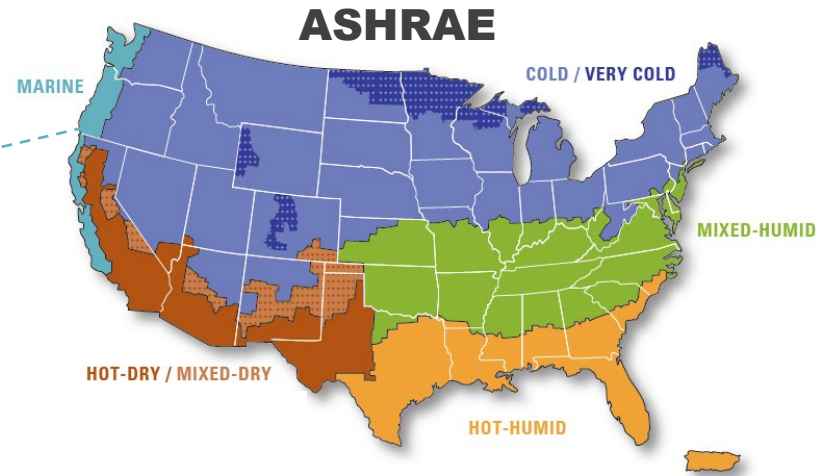 ASHRAE
COLD / VERY COLD
MARINE
MIXED-HUMID
HOT-DRY / MIXED-DRY
HOT-HUMID